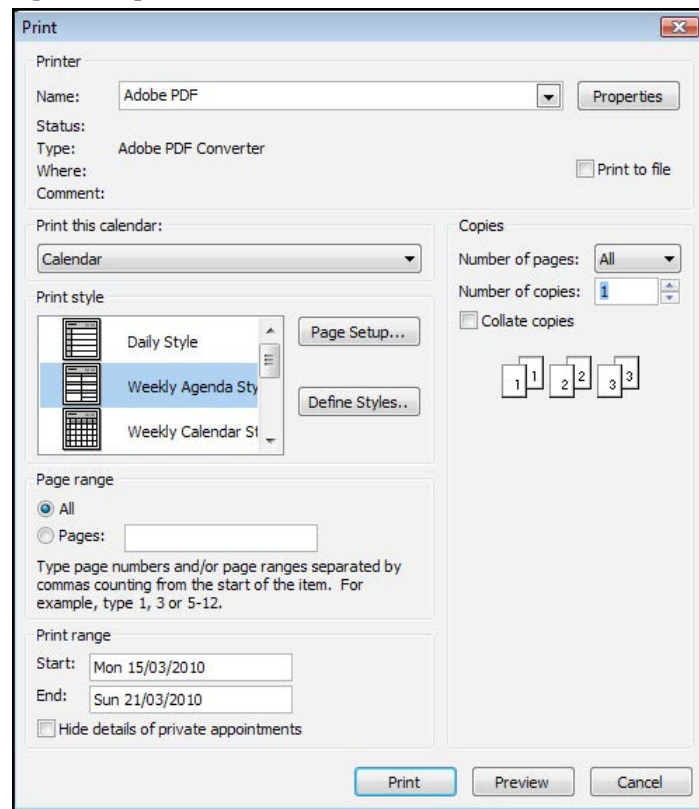 Print
Printer
Name: Adobe PDF Properties
Status:
Type: Adobe PDF Converter
Where: Print to file
Comment:
Print this calendar:
Calendar
Print style
Daily Style
Weekly Agenda Sty
Weekly Calendar St
Page Setup...
Define Styles..
Page range
All
Pages:
Type page numbers and/or page ranges separated by
commas counting from the start of the item. For
example, type 1, 3 or 5-12.
Print range
Start: Mon 15/03/2010
End: Sun 21/03/2010
Hide details of private appointments
Copies
Number of pages: All
Number of copies: 1
Collate copies
1 1 2 2 3 3
Print Preview Cancel